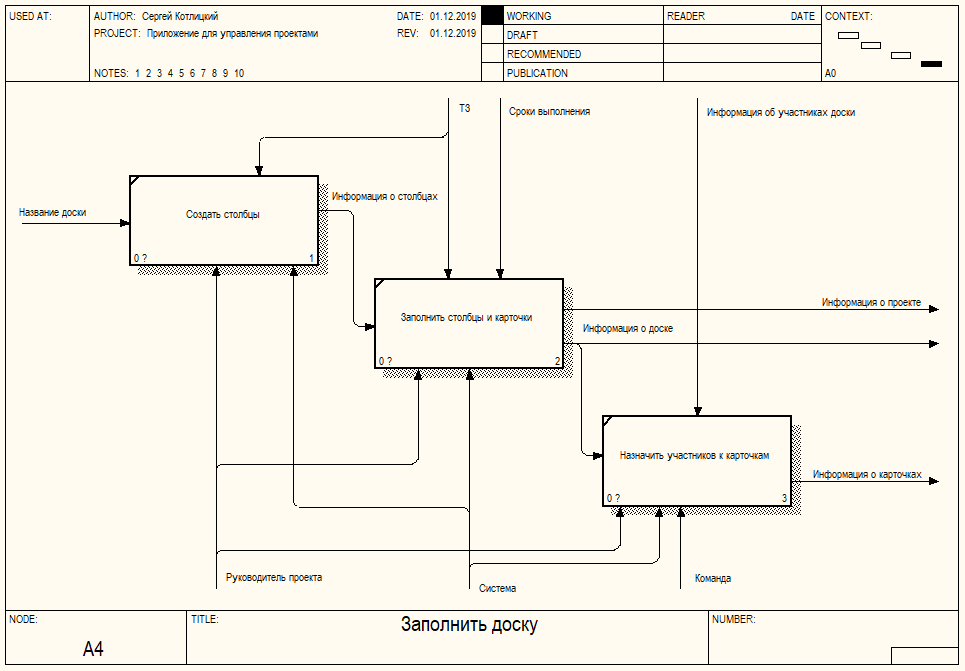 USED AT:
AUTHOR: Сергей Котлицкий
DATE: 01.12.2019
PROJECT: Приложение для управления проектами
REV: 01.12.2019
NOTES: 1 2 3 4 5 6 7 8 9 10
WORKING
DRAFT
RECOMMENDED
PUBLICATION
READER
DATE
CONTEXT:
A0
ТЗ
Сроки выполнения
Информация об участниках доски
Название доски
Создать столбцы
0 ?
1
Информация о столбцах
Заполнить столбцы и карточки
0 ?
2
Информация о проекте
Информация о доске
Назначить участников к карточкам
0 ?
3
Информация о карточках
Руководитель проекта
Система
Команда
NODE:
A4
TITLE:
Заполнить доску
NUMBER: